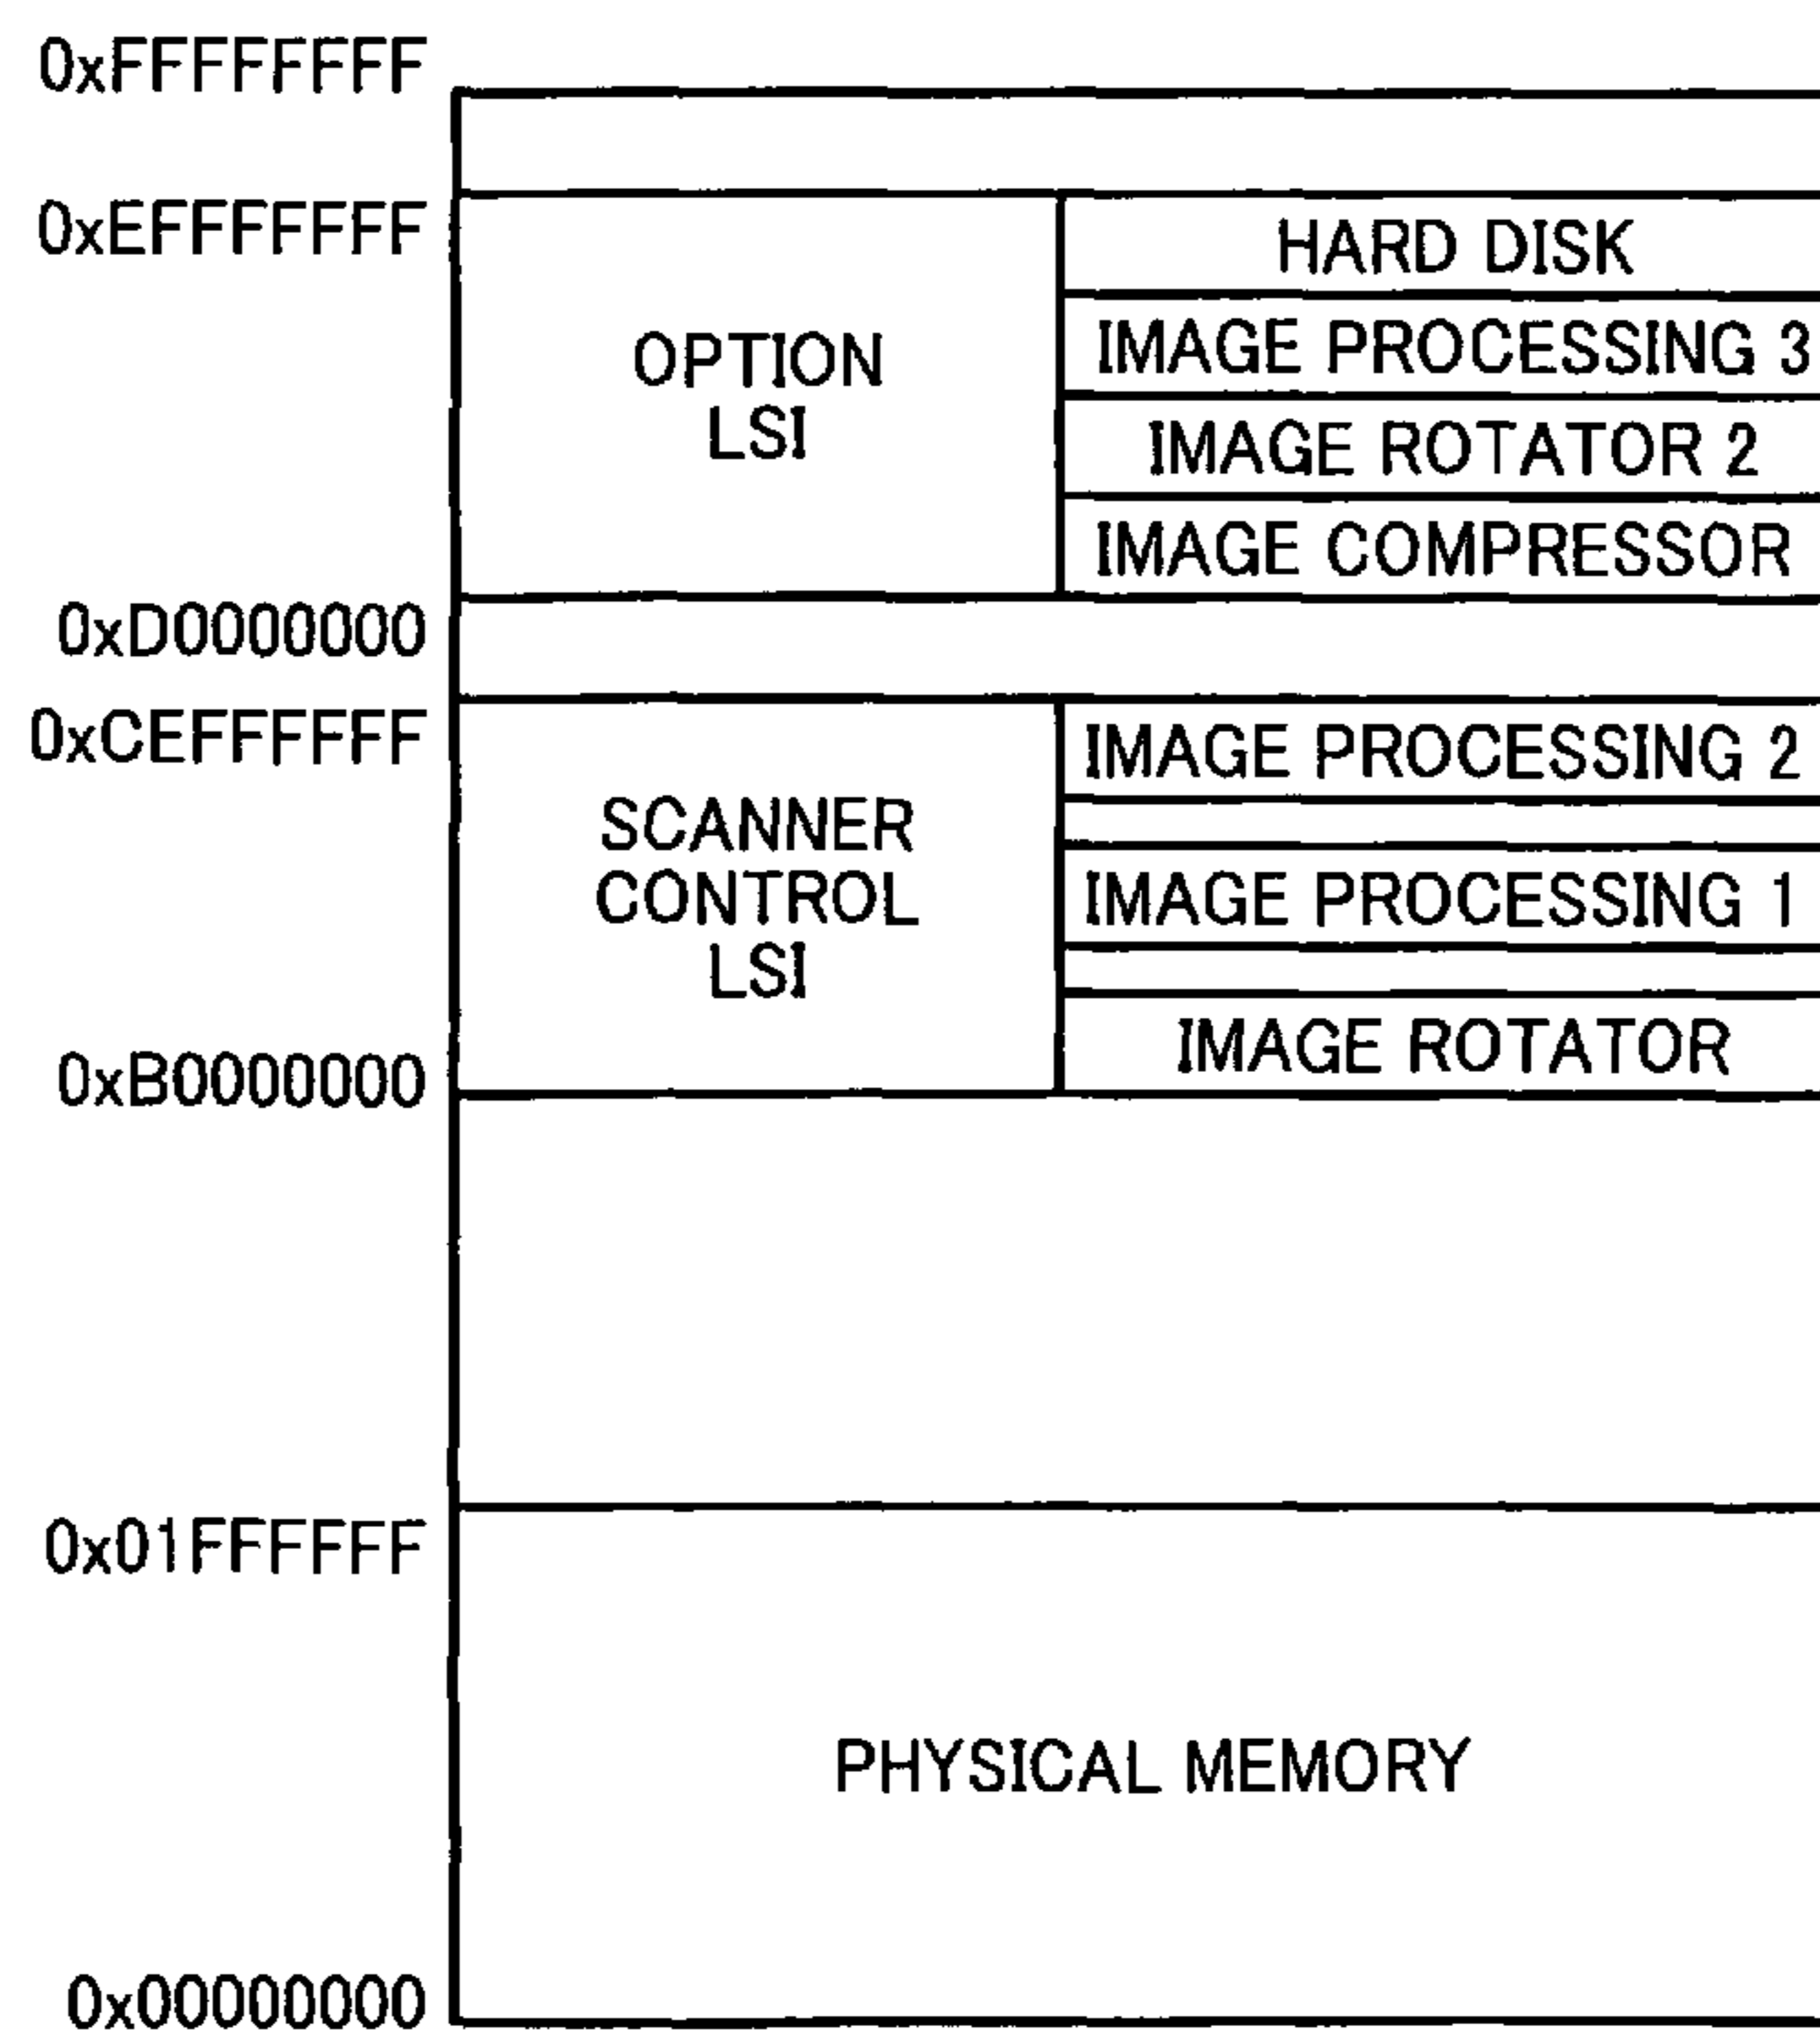 0xFFFFFFFF
0xEFFFFFFF
OPTION
LSI
HARD DISK
IMAGE PROCESSING 3
IMAGE ROTATOR 2
IMAGE COMPRESSOR
0xD0000000
0xCEFFFFFF
SCANNER
CONTROL
LSI
IMAGE PROCESSING 2
IMAGE PROCESSING 1
IMAGE ROTATOR
0xB0000000
0x01FFFFFF
PHYSICAL MEMORY
0x00000000